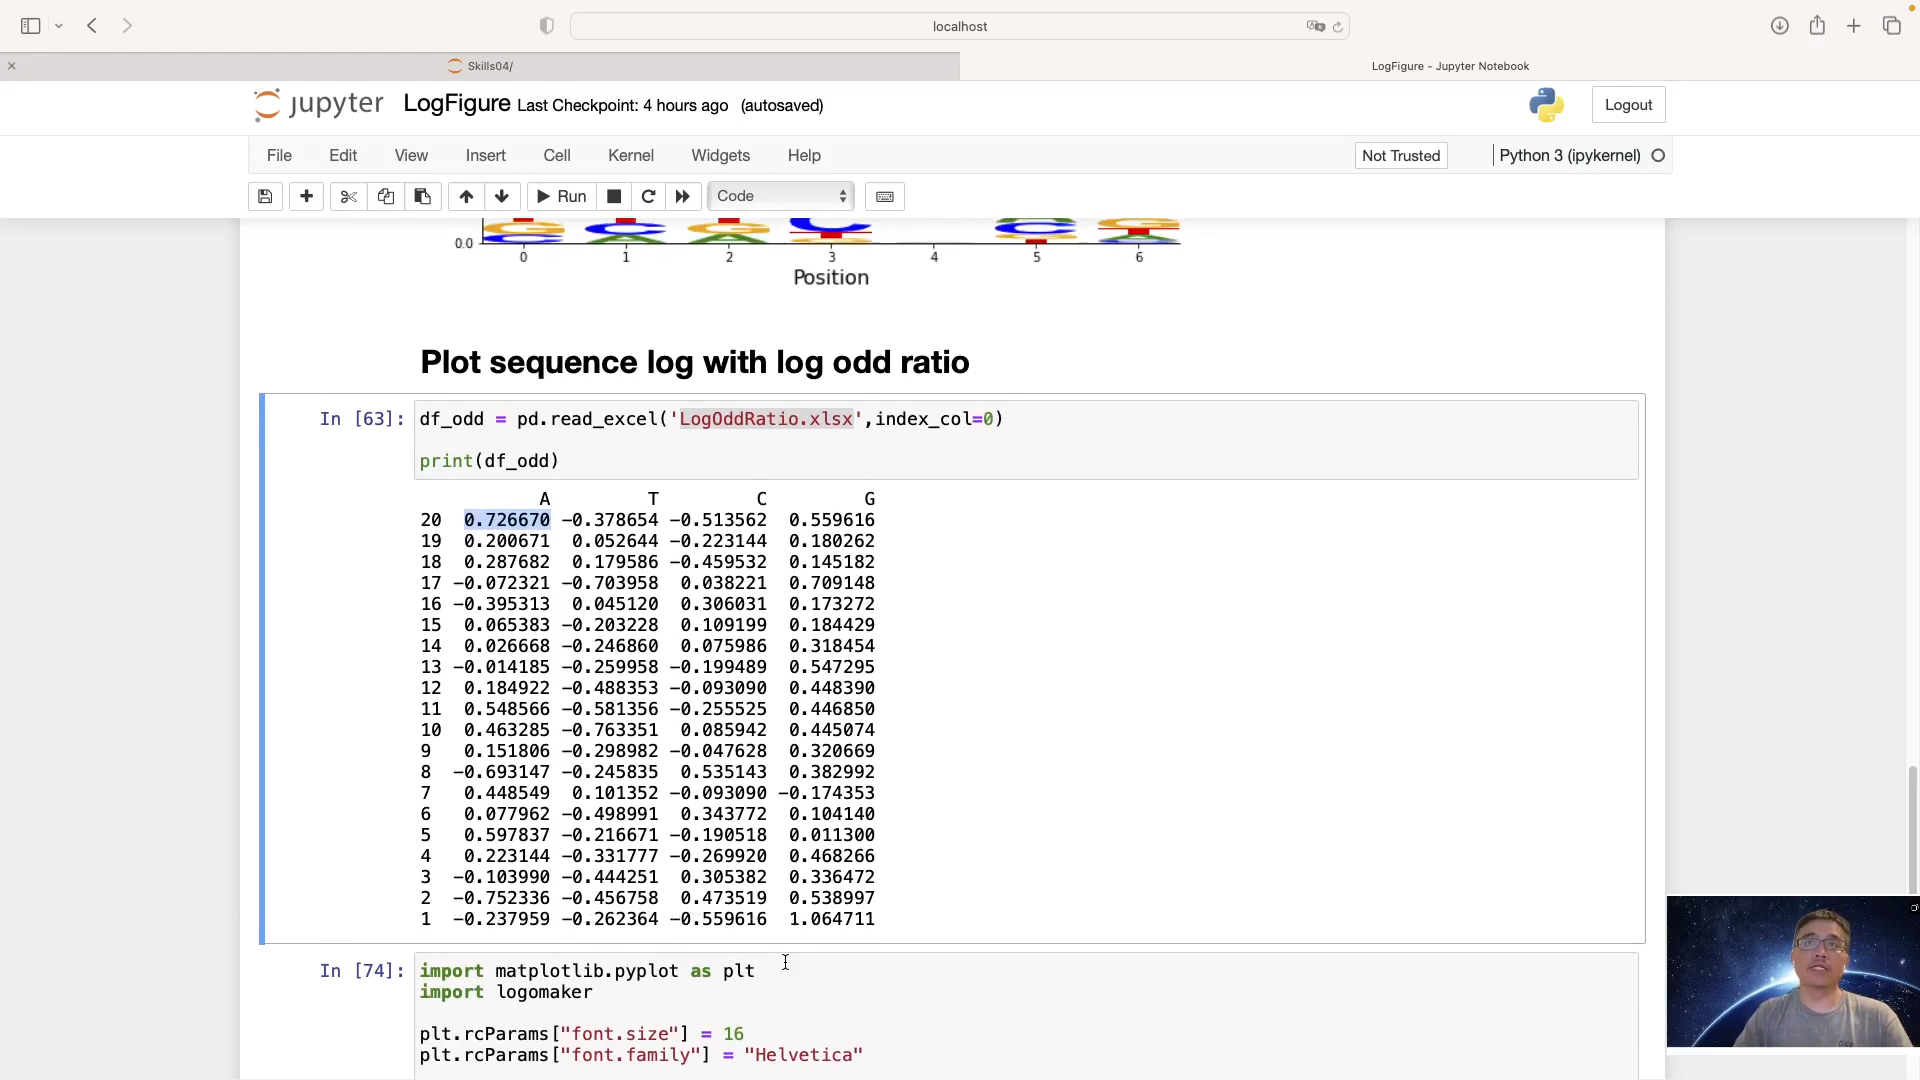 localhost
Skills04/
LogFigure - Jupyter Notebook
jupyter LogFigure Last Checkpoint: 4 hours ago (autosaved)
Logout
File Edit View Insert Cell Kernel Widgets Help
Not Trusted
Python 3 (ipykernel)
Run
Code
0.0
0 1 2 3 4 5 6
Position
Plot sequence log with log odd ratio
In [63]: df_odd = pd.read_excel('LogOddRatio.xlsx',index_col=0)
print(df_odd)
A T C G
20 0.726670 -0.378654 -0.513562 0.559616
19 0.200671 0.052644 -0.223144 0.180262
18 0.287682 0.179586 -0.459532 0.145182
17 -0.072321 -0.703958 0.038221 0.709148
16 -0.395313 0.045120 0.306031 0.173272
15 0.065383 -0.203228 0.109199 0.184429
14 0.026668 -0.246860 0.075986 0.318454
13 -0.014185 -0.259958 -0.199489 0.547295
12 0.184922 -0.488353 -0.093090 0.448390
11 0.548566 -0.581356 -0.255525 0.446850
10 0.463285 -0.763351 0.085942 0.445074
9 0.151806 -0.298982 -0.047628 0.320669
8 -0.693147 -0.245835 0.535143 0.382992
7 0.448549 0.101352 -0.093090 -0.174353
6 0.077962 -0.498991 0.343772 0.104140
5 0.597837 -0.216671 -0.190518 0.011300
4 0.223144 -0.331777 -0.269920 0.468266
3 -0.103990 -0.444251 0.305382 0.336472
2 -0.752336 -0.456758 0.473519 0.538997
1 -0.237959 -0.262364 -0.559616 1.064711
In [74]: import matplotlib.pyplot as plt
import logomaker
plt.rcParams["font.size"] = 16
plt.rcParams["font.family"] = "Helvetica"